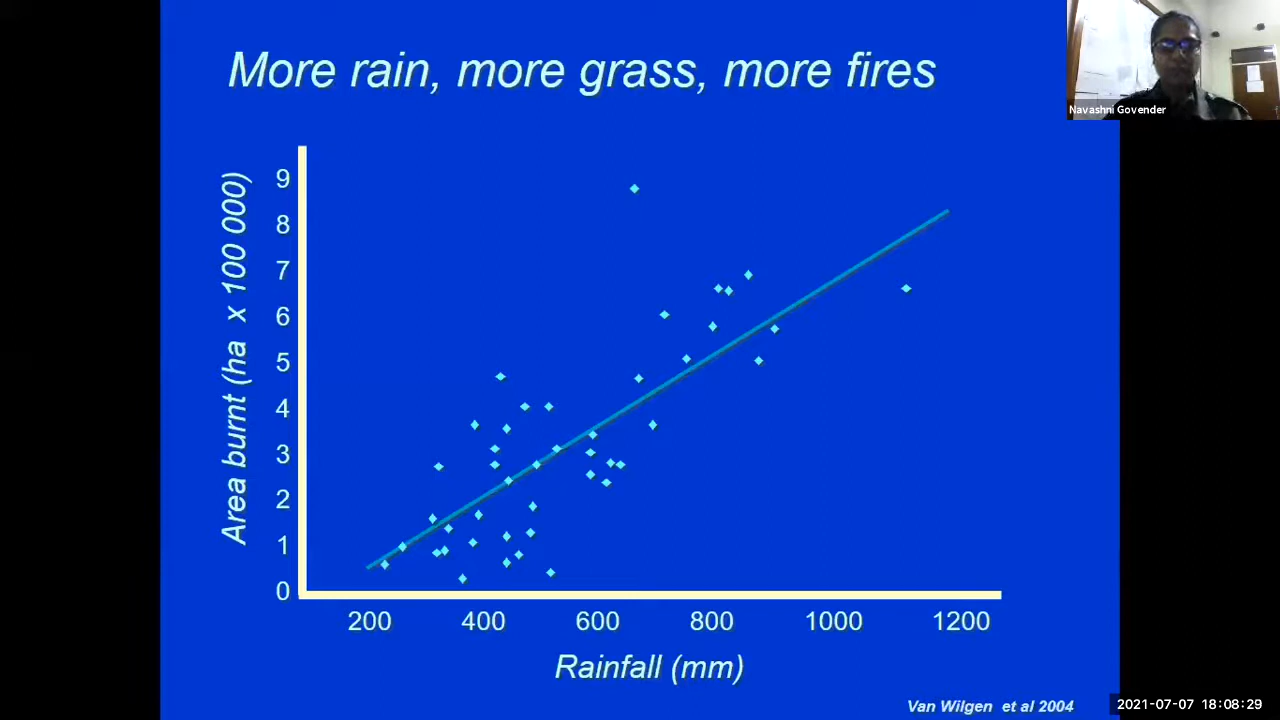 More rain, more grass, more fires
Navashni Govender
Area burnt (ha x 100 000)
9
8
7
6
5
4
3
2
1
0
200 400 600 800 1000 1200
Rainfall (mm)
Van Wilgen et al 2004
2021-07-07 18:08:29